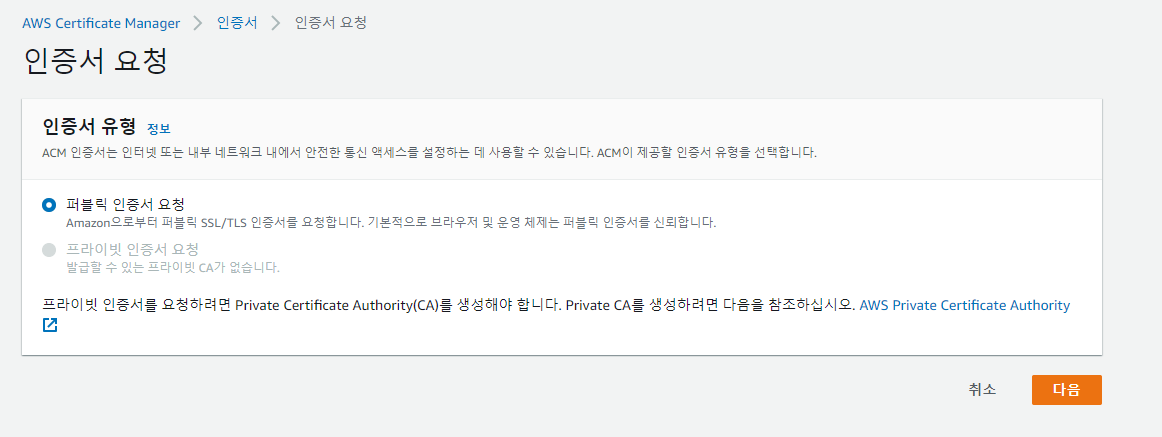 AWS Certificate Manager > 인증서 > 인증서 요청
인증서 요청
인증서 유형 정보
ACM 인증서는 인터넷 또는 내부 네트워크 내에서 안전한 통신 액세스를 설정하는 데 사용할 수 있습니다. ACM이 제공할 인증서 유형을 선택합니다.
퍼블릭 인증서 요청
Amazon으로부터 퍼블릭 SSL/TLS 인증서를 요청합니다. 기본적으로 브라우저 및 운영 체제는 퍼블릭 인증서를 신뢰합니다.
프라이빗 인증서 요청
발급할 수 있는 프라이빗 CA가 없습니다.
프라이빗 인증서를 요청하려면 Private Certificate Authority(CA)를 생성해야 합니다. Private CA를 생성하려면 다음을 참조하십시오. AWS Private Certificate Authority
취소 다음